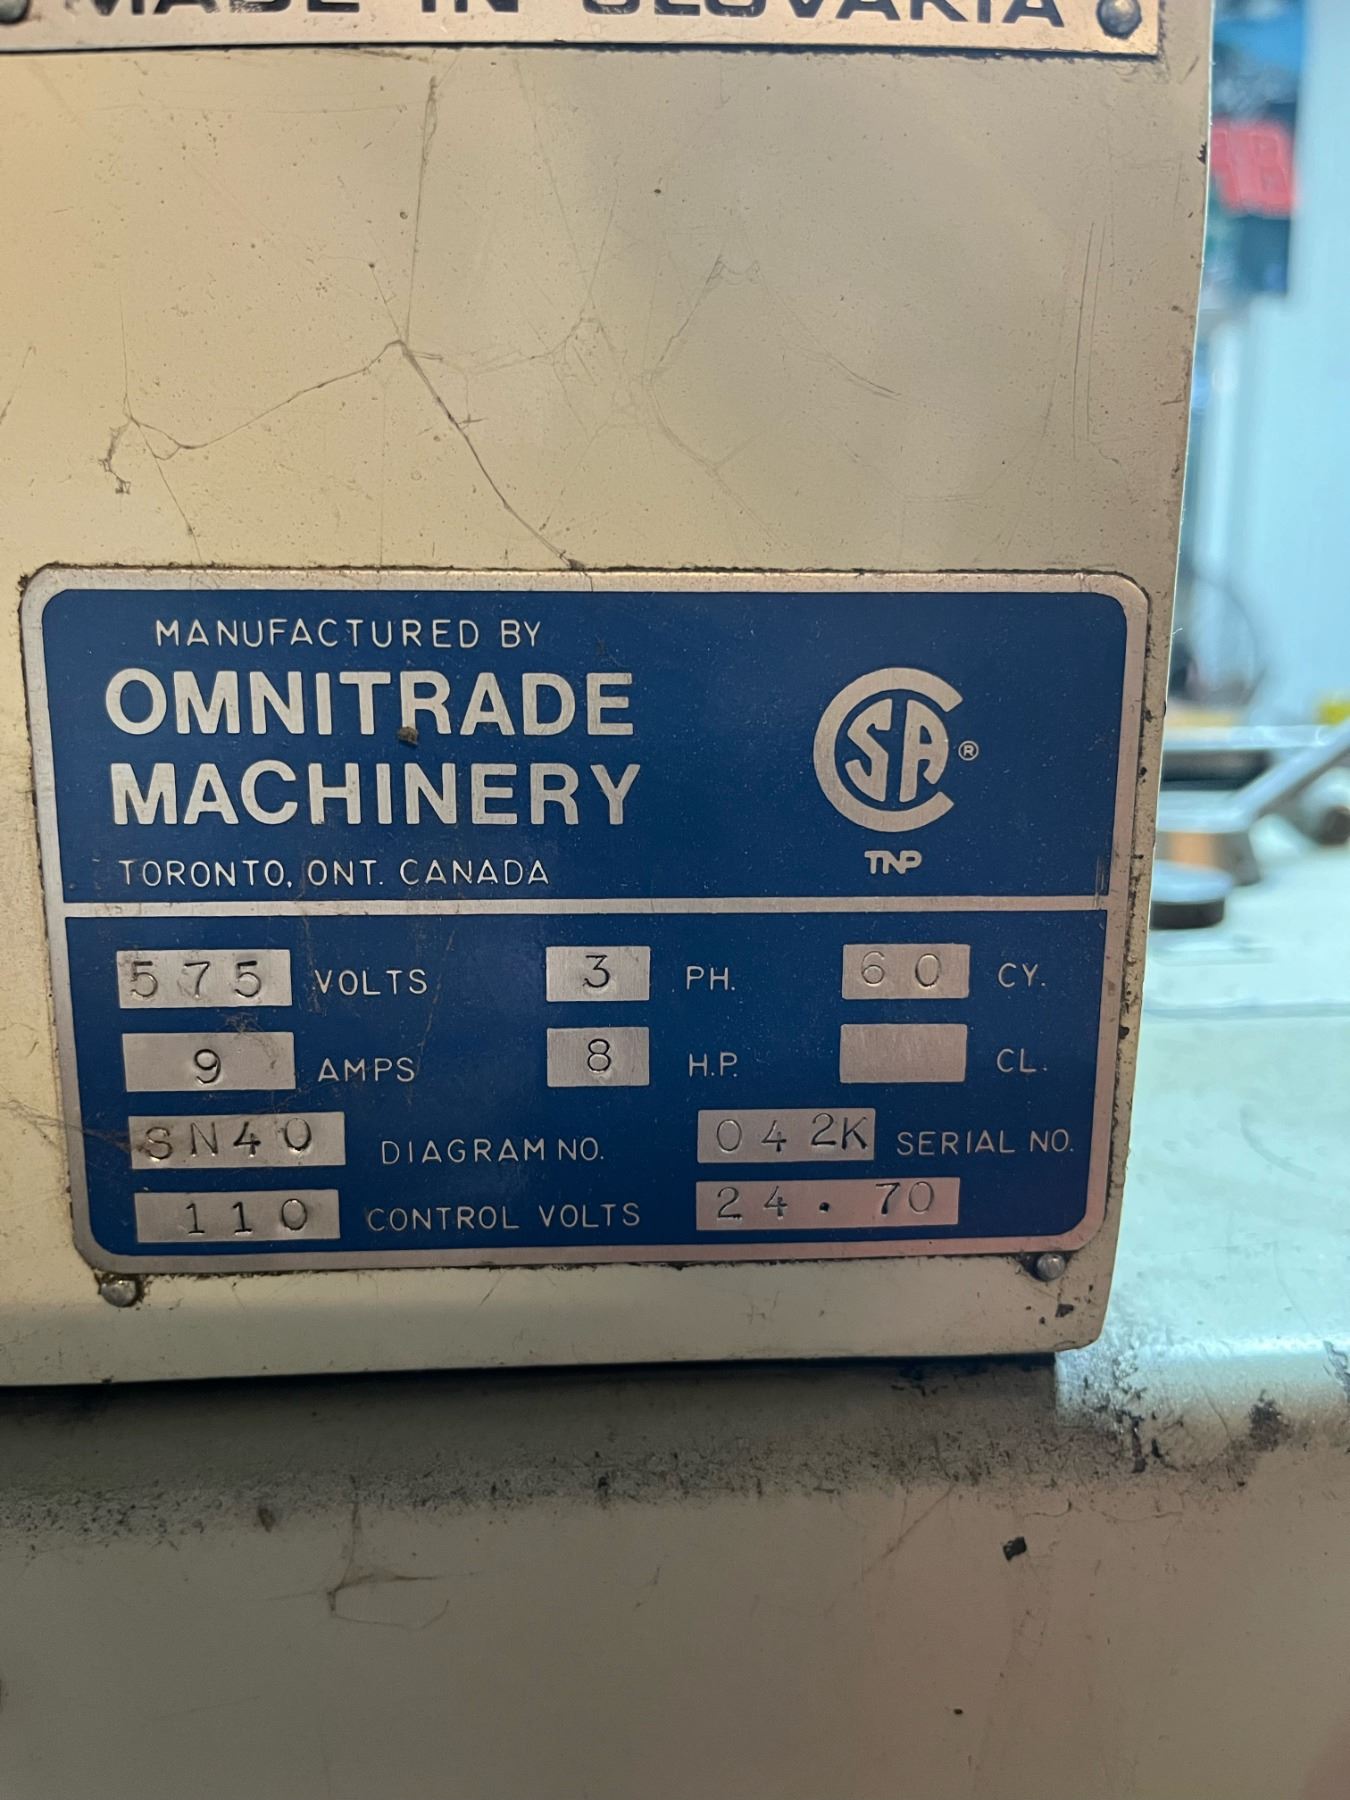 MADE IN SLOVAKIA
MANUFACTURED BY
OMNITRADE
MACHINERY
TORONTO, ONT. CANADA
CSA ®
TNP
575 VOLTS 3 PH. 60 CY.
9 AMPS 8 H.P. CL.
SN40 DIAGRAM NO. 042K SERIAL NO.
110 CONTROL VOLTS 24.70